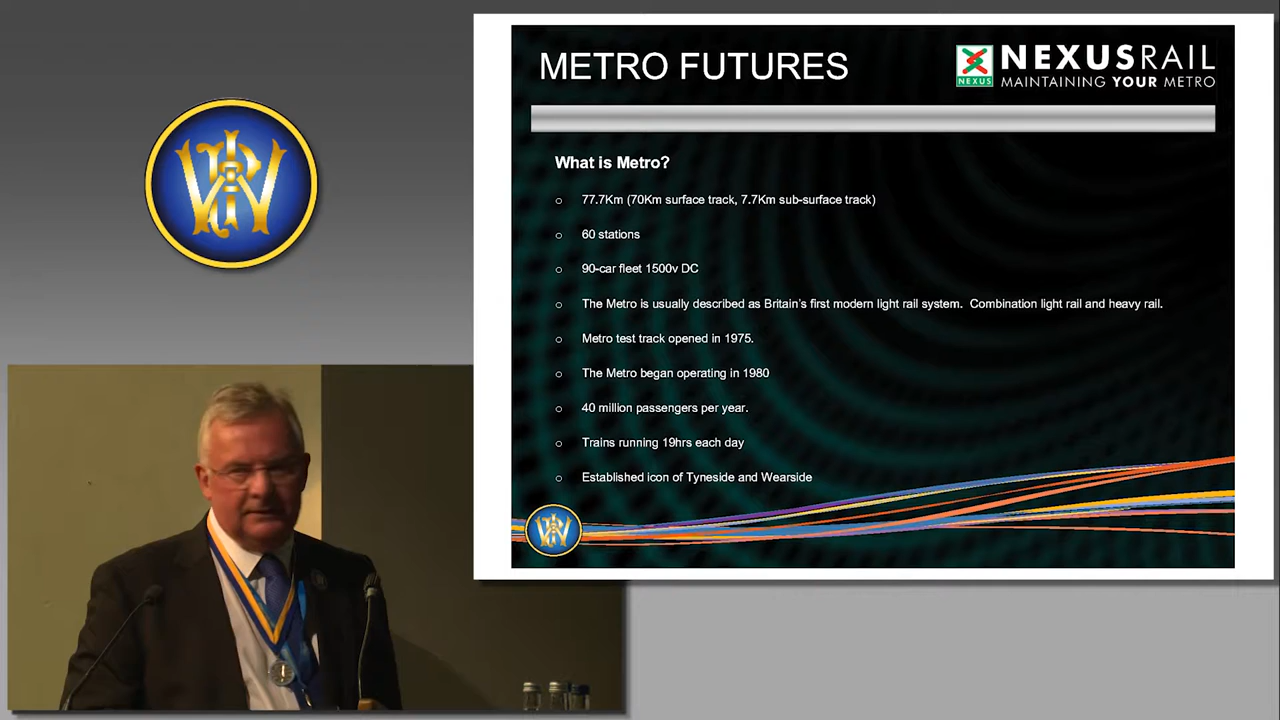 METRO FUTURES
NEXUS
NEXUSRAIL
MAINTAINING YOUR METRO
What is Metro?
77.7Km (70Km surface track, 7.7Km sub-surface track)
60 stations
90-car fleet 1500v DC
The Metro is usually described as Britain's first modern light rail system. Combination light rail and heavy rail.
Metro test track opened in 1975.
The Metro began operating in 1980
40 million passengers per year.
Trains running 19hrs each day
Established icon of Tyneside and Wearside